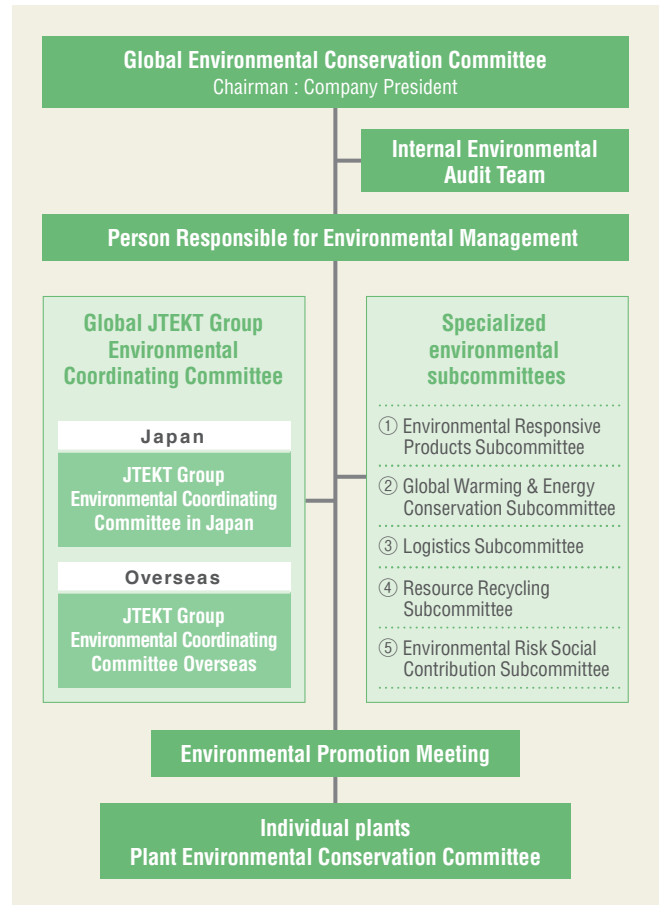 Global Environmental Conservation Committee
Chairman : Company President
Internal Environmental
Audit Team
Person Responsible for Environmental Management
Global JTEKT Group
Environmental
Coordinating Committee
Japan
JTEKT Group
Environmental Coordinating
Committee in Japan
Overseas
JTEKT Group
Environmental Coordinating
Committee Overseas
Specialized
environmental
subcommittees
① Environmental Responsive
Products Subcommittee
② Global Warming & Energy
Conservation Subcommittee
③ Logistics Subcommittee
④ Resource Recycling
Subcommittee
⑤ Environmental Risk Social
Contribution Subcommittee
Environmental Promotion Meeting
Individual plants
Plant Environmental Conservation Committee